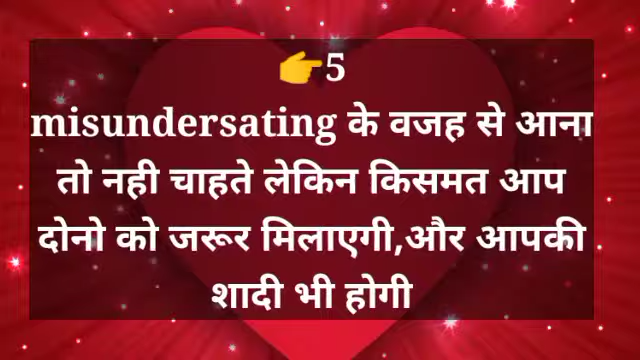 👉5
misundersating के वजह से आना
तो नही चाहते लेकिन किसमत आप
दोनो को जरूर मिलाएगी,और आपकी
शादी भी होगी